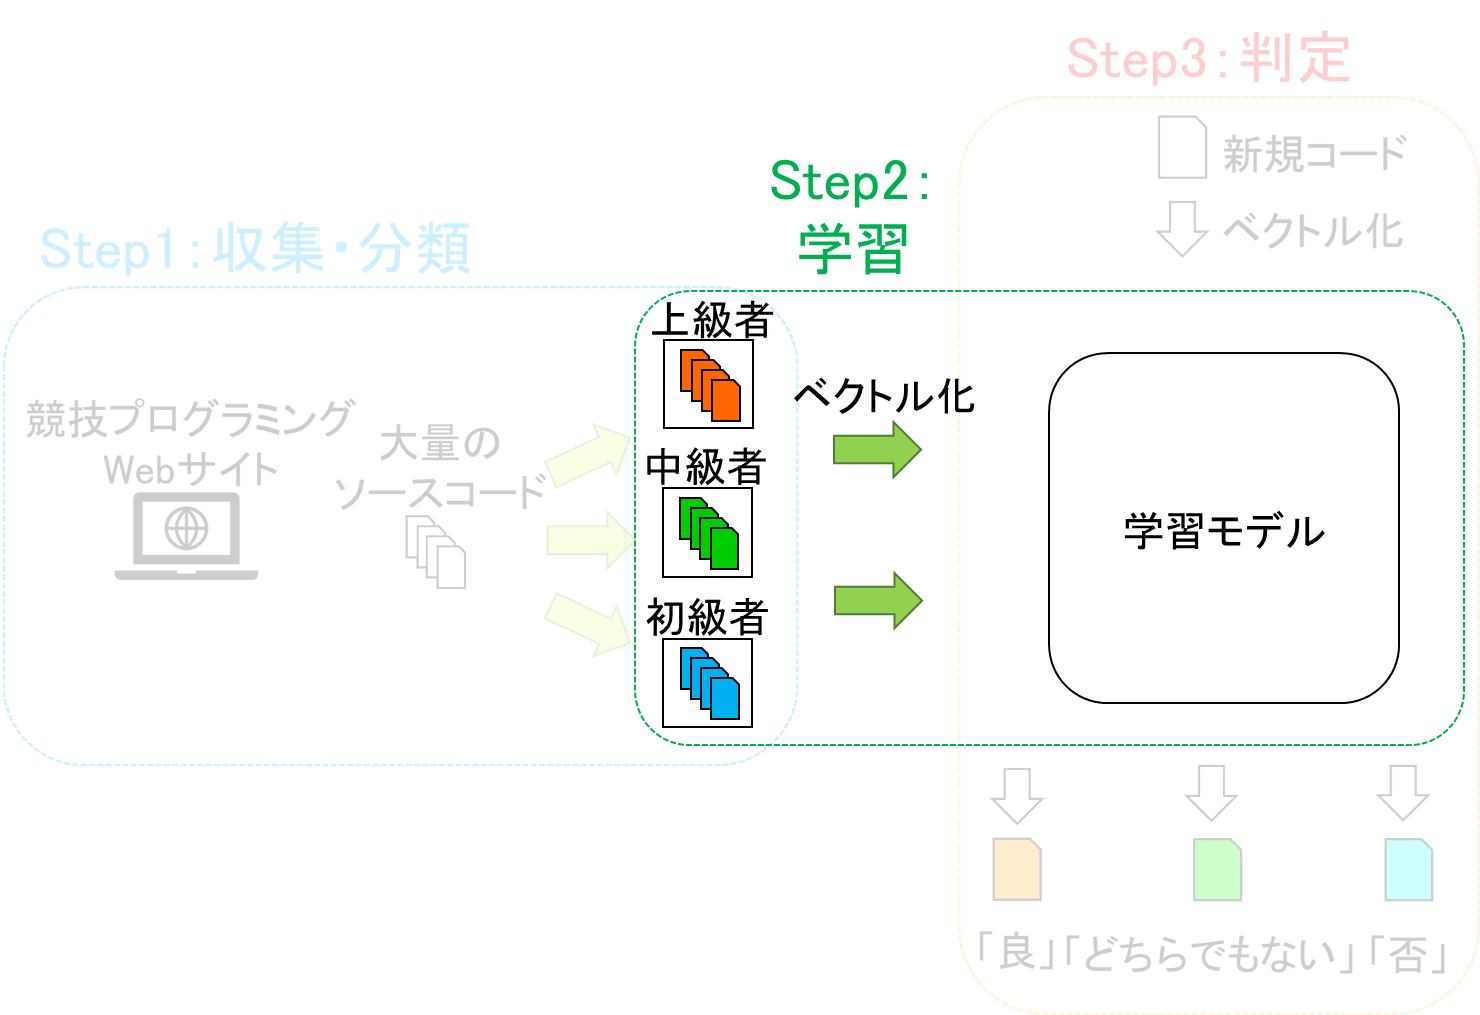 Step1：収集・分類
競技プログラミング
Webサイト
大量の
ソースコード
Step2：
学習
上級者
中級者
初級者
ベクトル化
学習モデル
Step3：判定
新規コード
ベクトル化
「良」「どちらでもない」「否」